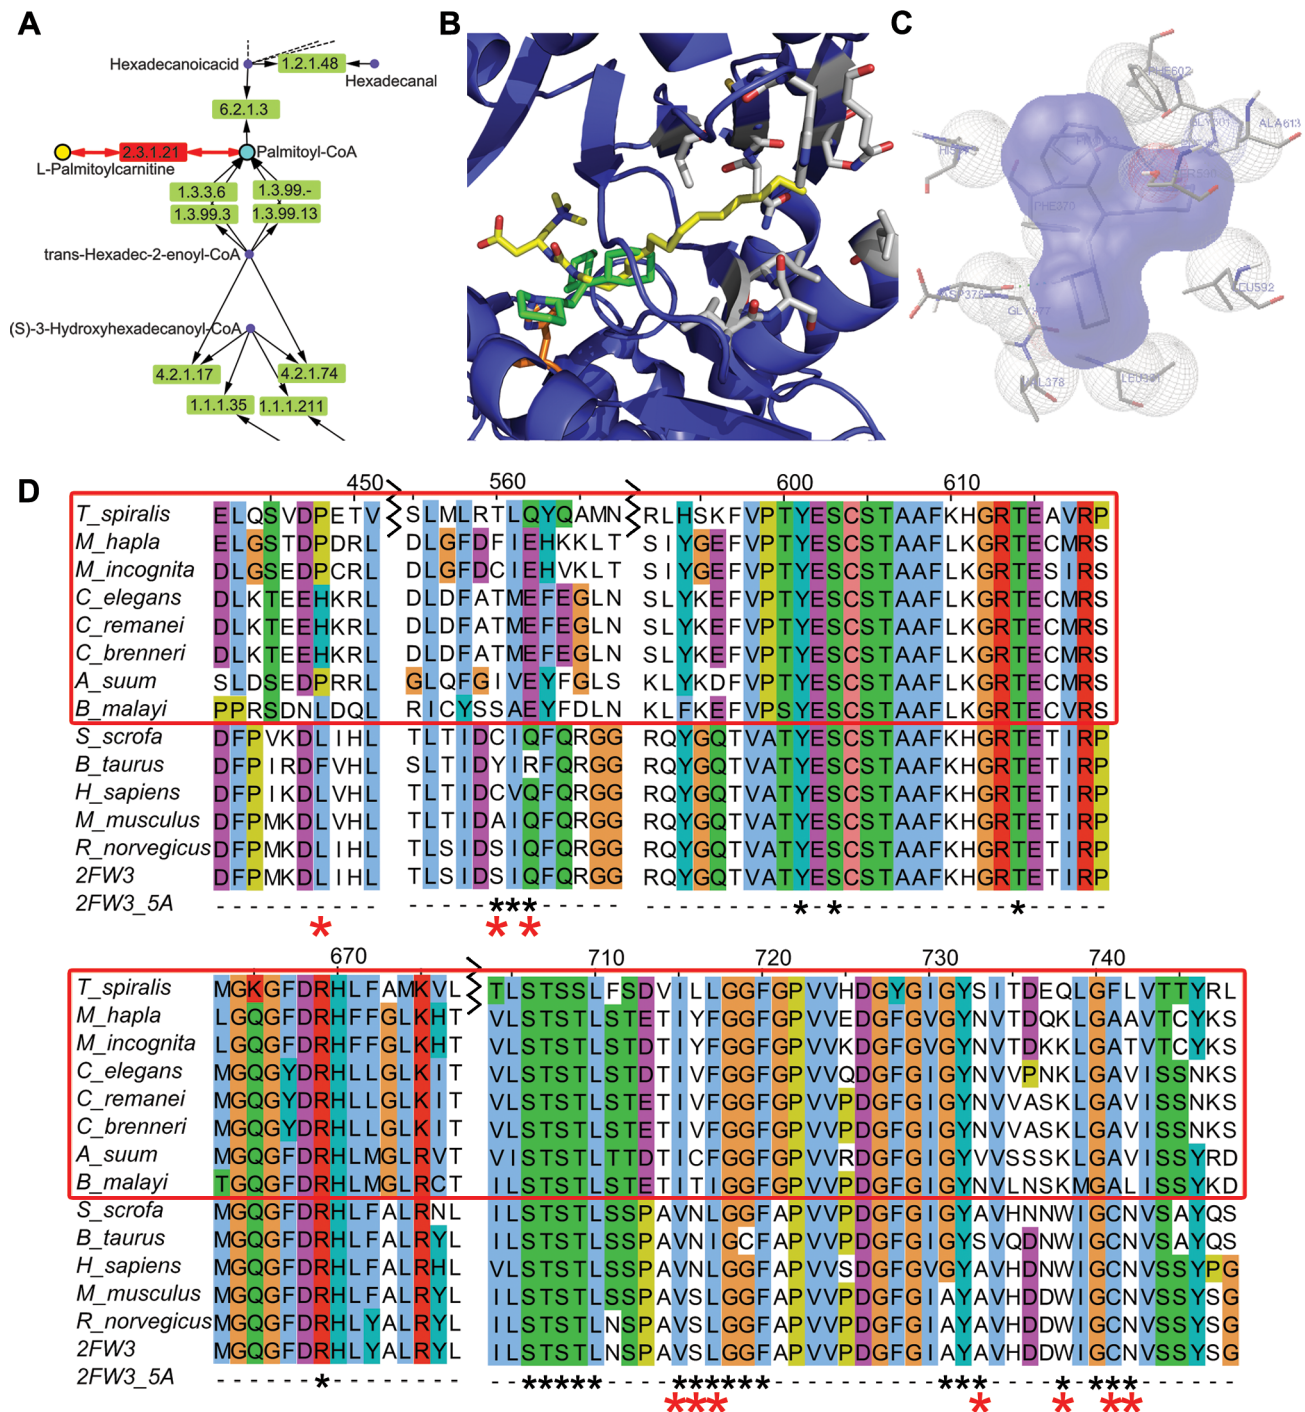 A
B
C
Hexadecanoicacid
1.2.1.48
Hexadecanal
6.2.1.3
2.3.1.21
Palmitoyl-CoA
L-Palmitoylcarnitine
1.3.3.6
1.3.99.-
1.3.99.3
1.3.99.13
trans-Hexadec-2-enoyl-CoA
(S)-3-Hydroxyhexadecanoyl-CoA
4.2.1.17
4.2.1.74
1.1.1.35
1.1.1.211
PHE602
ALA613
PHE370
ASP376
VAL378
D
450 560 600 610
T_spiralis ELQSVDPETV SLMLRTLQYQAMN RLHSKFVPTYESCSTAAFKHGRTEAVRP
M_hapla ELGSTDPDRL DLGFDFIEHKKLT SIYGEFVPTYESCSTAAFLKGRTECMRS
M_incognita DLGSEDPCRL DLGFDCIEHVKLT SIYGEFVPTYESCSTAAFLKGRTESIRS
C_elegans DLKTEEHKRL DLDFATMEFEGLN SLYKEFVPTYESCSTAAFLKGRTECMRS
C_remanei DLKTEEHKRL DLDFATMEFEGLN SLYKEFVPTYESCSTAAFLKGRTECMRS
C_brenneri DLKTEEHKRL DLDFATMEFEGLN SLYKEFVPTYESCSTAAFLKGRTECMRS
A_suum SLDSEDPRRL GLQFGIVEYFGLS KLYKDFVPTYESCSTAAFLKGRTECMRS
B_malayi PPRSDNLDQL RICYSSAEYFDLN KLFKEFVPSYESCSTAAFLKGRTECVRS
S_scrofa DFPVKDLIHL TLTIDCIQFQRGG RQYGQTVATYESCSTAAFKHGRTETIRP
B_taurus DFPIRDFVHL SLTIDYIRFQRGG RQYGQTVATYESCSTAAFKHGRTETIRP
H_sapiens DFPIKDLVHL TLTIDCVQFQRGG RQYGQTVATYESCSTAAFKHGRTETIRP
M_musculus DFPMKDLVHL TLTIDAIQFQRGG RQYGQTVATYESCSTAAFKHGRTETIRP
R_norvegicus DFPMKDLIHL TLSIDSIQFQRGG RQYGQTVATYESCSTAAFKHGRTETIRP
2FW3 DFPMKDLIHL TLSIDSIQFQRGG RQYGQTVATYESCSTAAFKHGRTETIRP
2FW3_5A ---------- -----***----- ---------*-*----------*-----
* * *
670 710 720 730 740
T_spiralis MGKGFDRHLFAMKVL TLSTSSLFSDVILLGGFGPVVHDGYGIGYSITDEQLGFLVTTYRL
M_hapla LGQGFDRHFFGLKHT VLSTSTLSTETIYFGGFGPVVEDGFGVGYNVTDQKLGAAVTCYKS
M_incognita LGQGFDRHFFGLKHT VLSTSTLSTDTIYFGGFGPVVKDGFGVGYNVTDKKLGATVTCYKS
C_elegans MGQGYDRHLLGLKIT VLSTSTLSTDTIVFGGFGPVVQDGFGIGYNVVPNKLGAVISSNKS
C_remanei MGQGYDRHLLGLKIT VLSTSTLSTETIVFGGFGPVVPDGFGIGYNVVASKLGAVISSNKS
C_brenneri MGQGYDRHLLGLKIT VLSTSTLSTETIVFGGFGPVVPDGFGIGYNVVASKLGAVISSNKS
A_suum MGQGFDRHLMGLRVT VISTSTLTTDTICFGGFGPVVRDGFGIGYVVSSSKLGAVISSYRD
B_malayi TGQGFDRHLMGLRCT ILSTSTLSTETITIGGFGPVVPDGFGIGYNVLNSKMGALISSYKD
S_scrofa MGQGFDRHLFALRNL ILSTSTLSSPAVNLGGFAPVVPDGFGIGYAVHNNWIGCNVSAYQS
B_taurus MGQGFDRHLFALRYL ILSTSTLSSPAVNIGCFAPVVPDGFGIGYSVQDNWIGCNVSAYQS
H_sapiens MGQGFDRHLFALRHL VLSTSTLSSPAVNLGGFAPVVSDGFGVGYAVHDNWIGCNVSSYPG
M_musculus MGQGFDRHLFALRYL ILSTSTLSSPAVSLGGFAPVVPDGFGIAYAVHDDWIGCNVSSYSG
R_norvegicus MGQGFDRHLYALRYL ILSTSTLNSPAVSLGGFAPVVPDGFGIAYAVHDDWIGCNVSSYSG
2FW3 MGQGFDRHLYALRYL ILSTSTLNSPAVSLGGFAPVVPDGFGIAYAVHDDWIGCNVSSYSG
2FW3_5A ------*-------- --*****----******----------***----*-***------
*** * * **